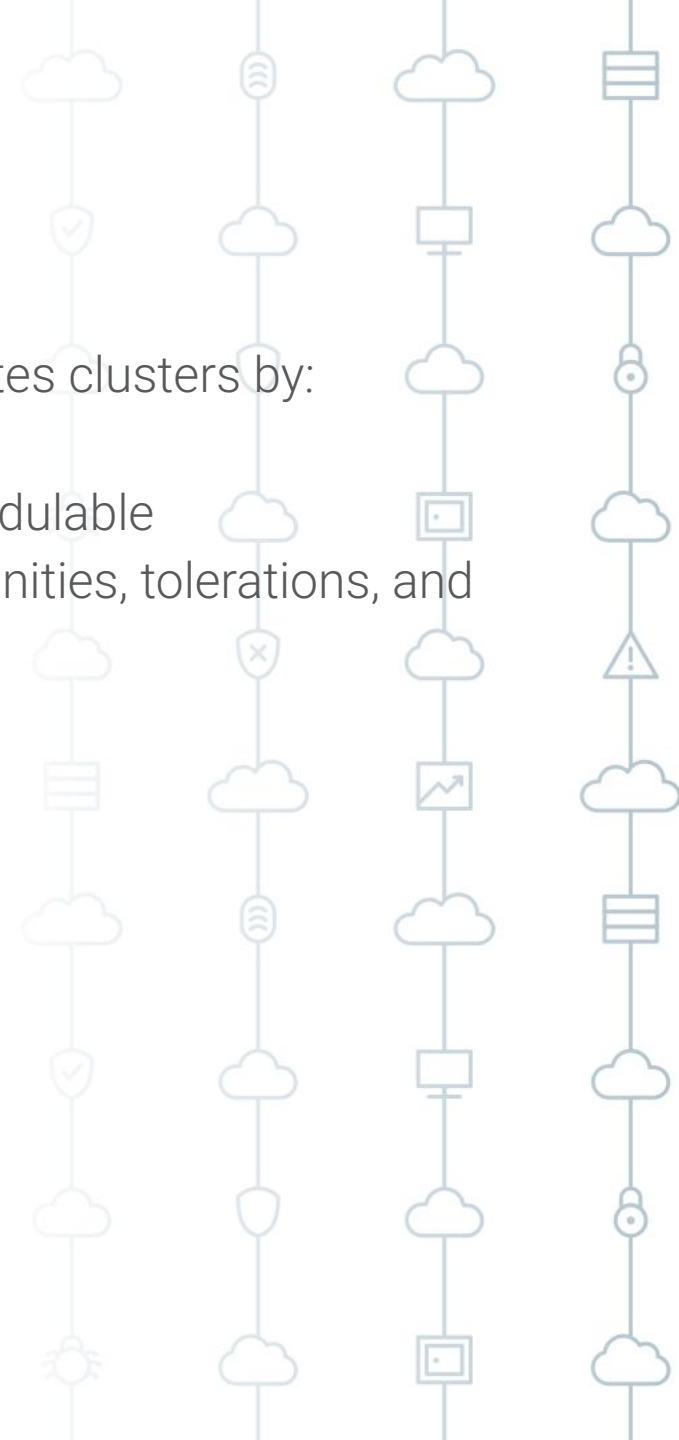 tes clusters by:
dulable
nities, tolerations, and